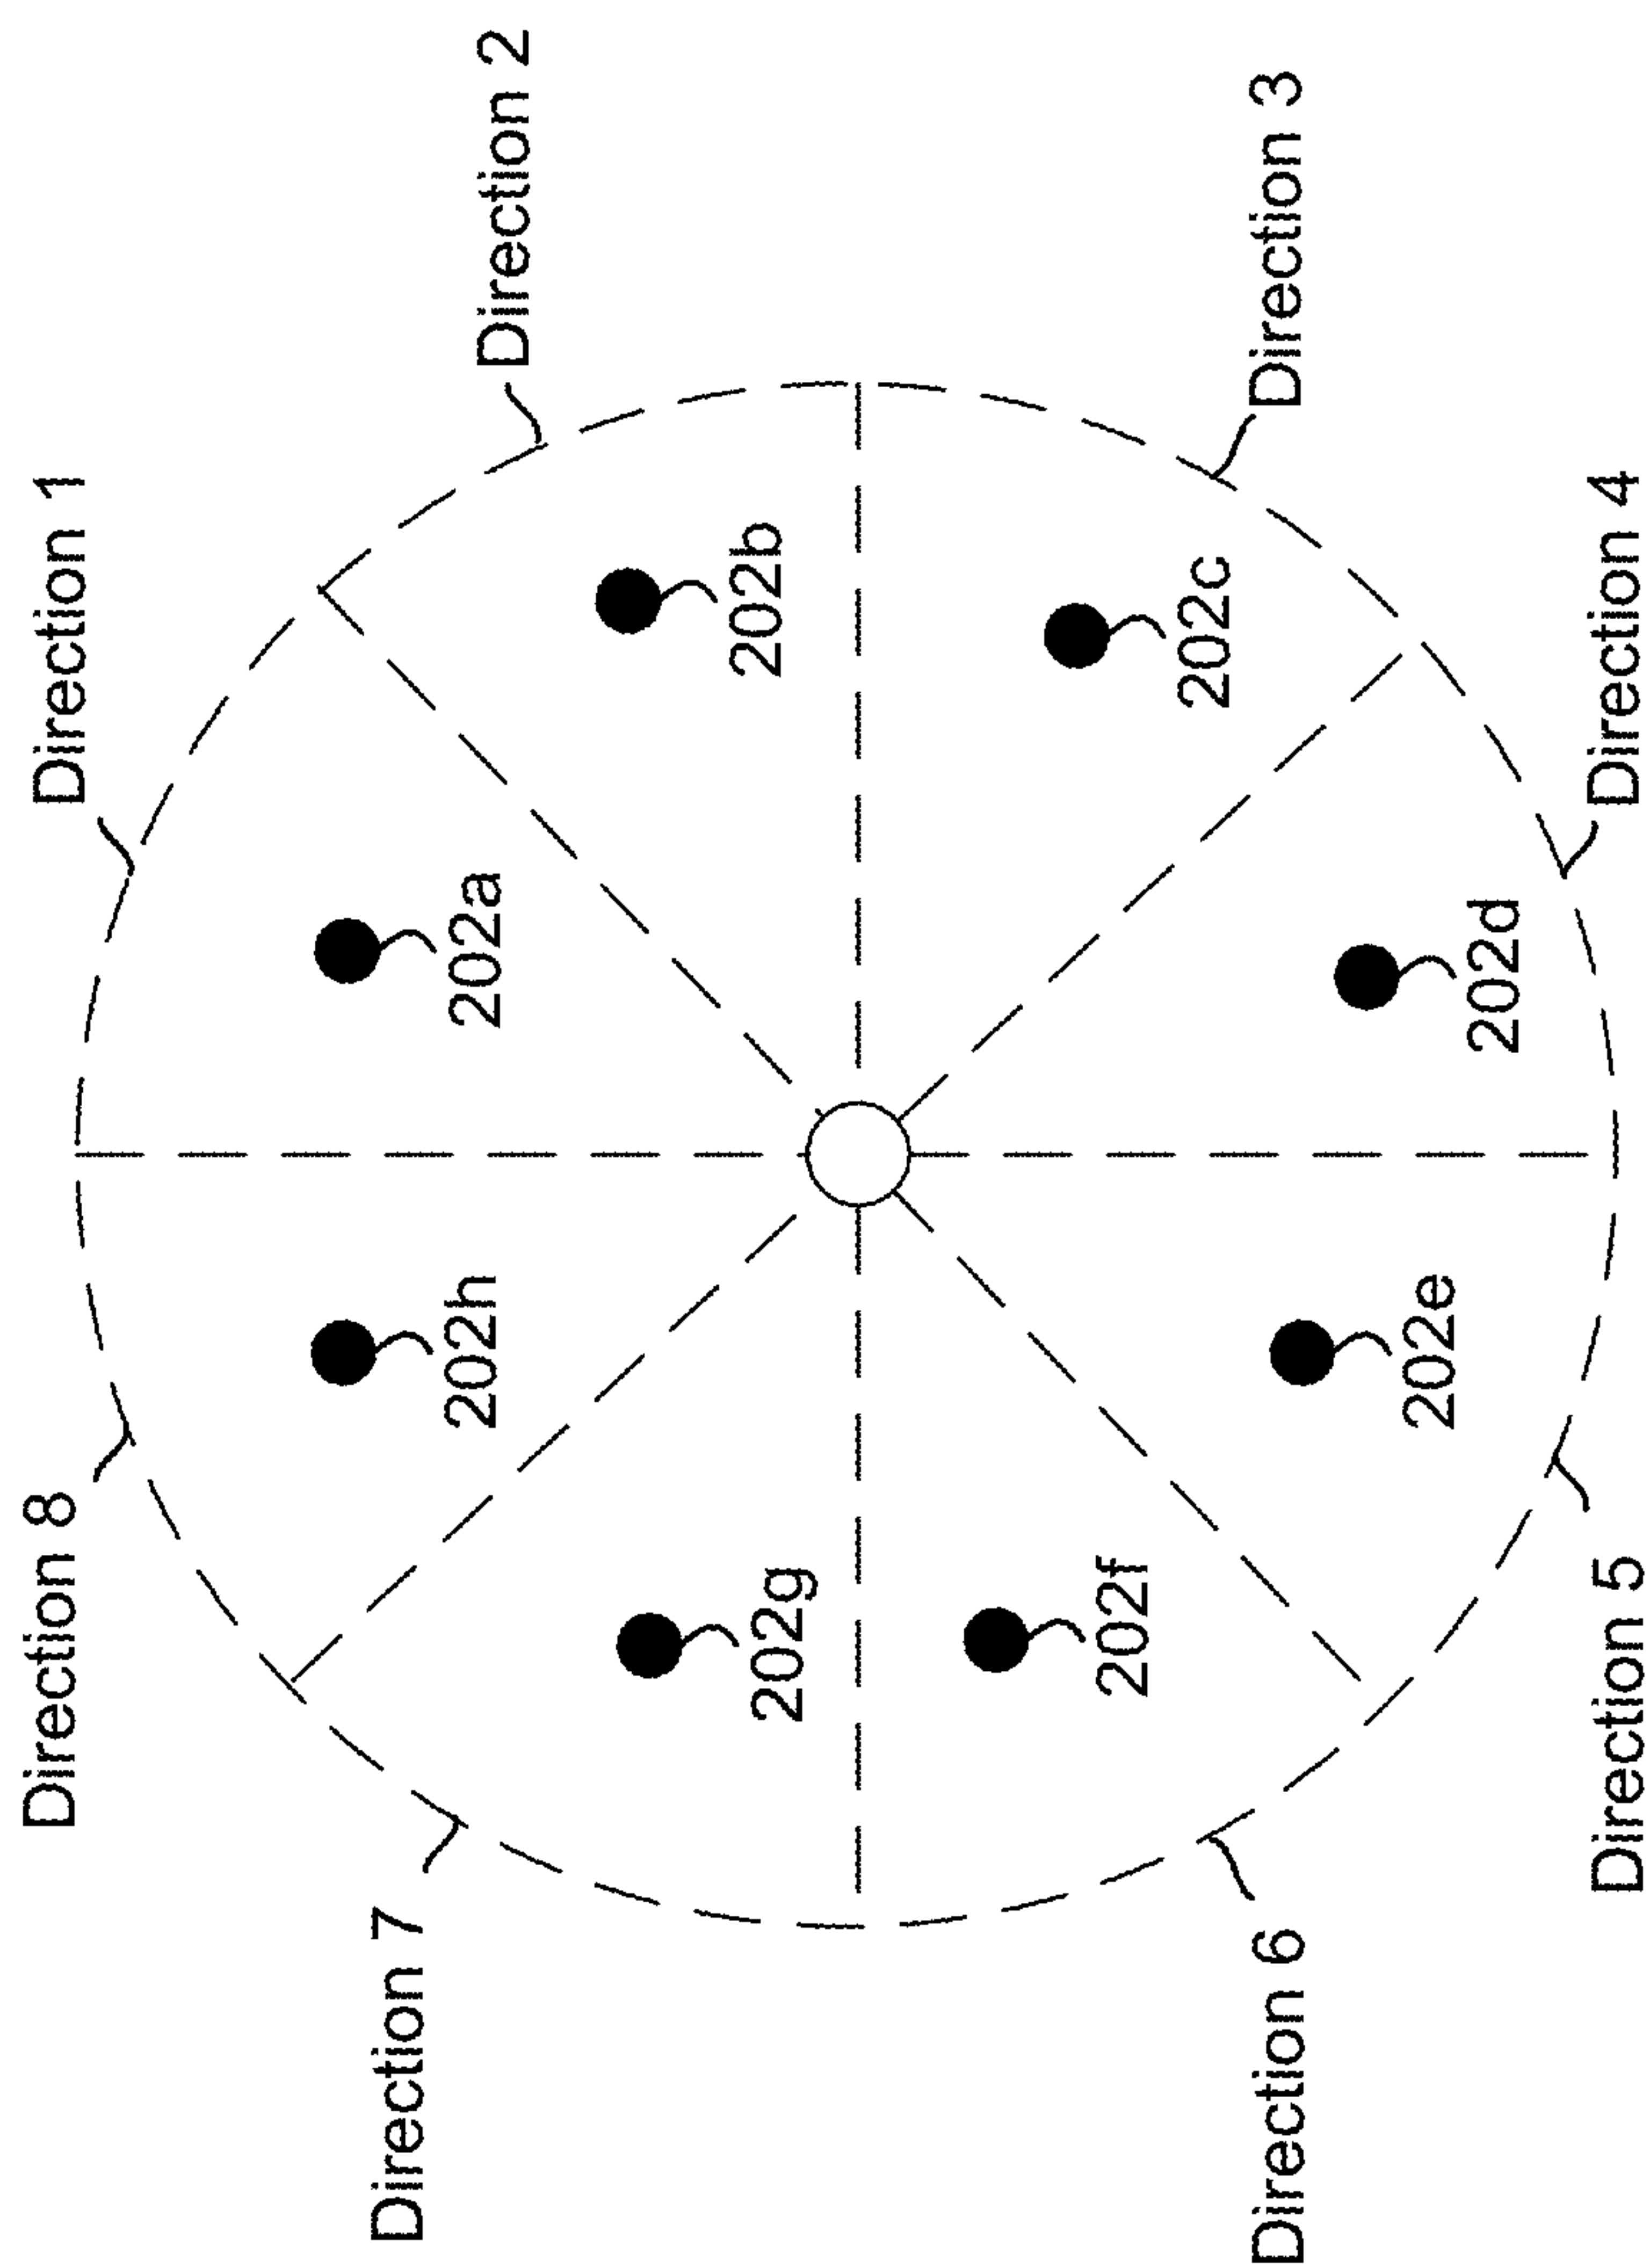 Direction 1
Direction 2
Direction 3
Direction 4
Direction 5
Direction 6
Direction 7
Direction 8
202a
202b
202c
202d
202e
202f
202g
202h